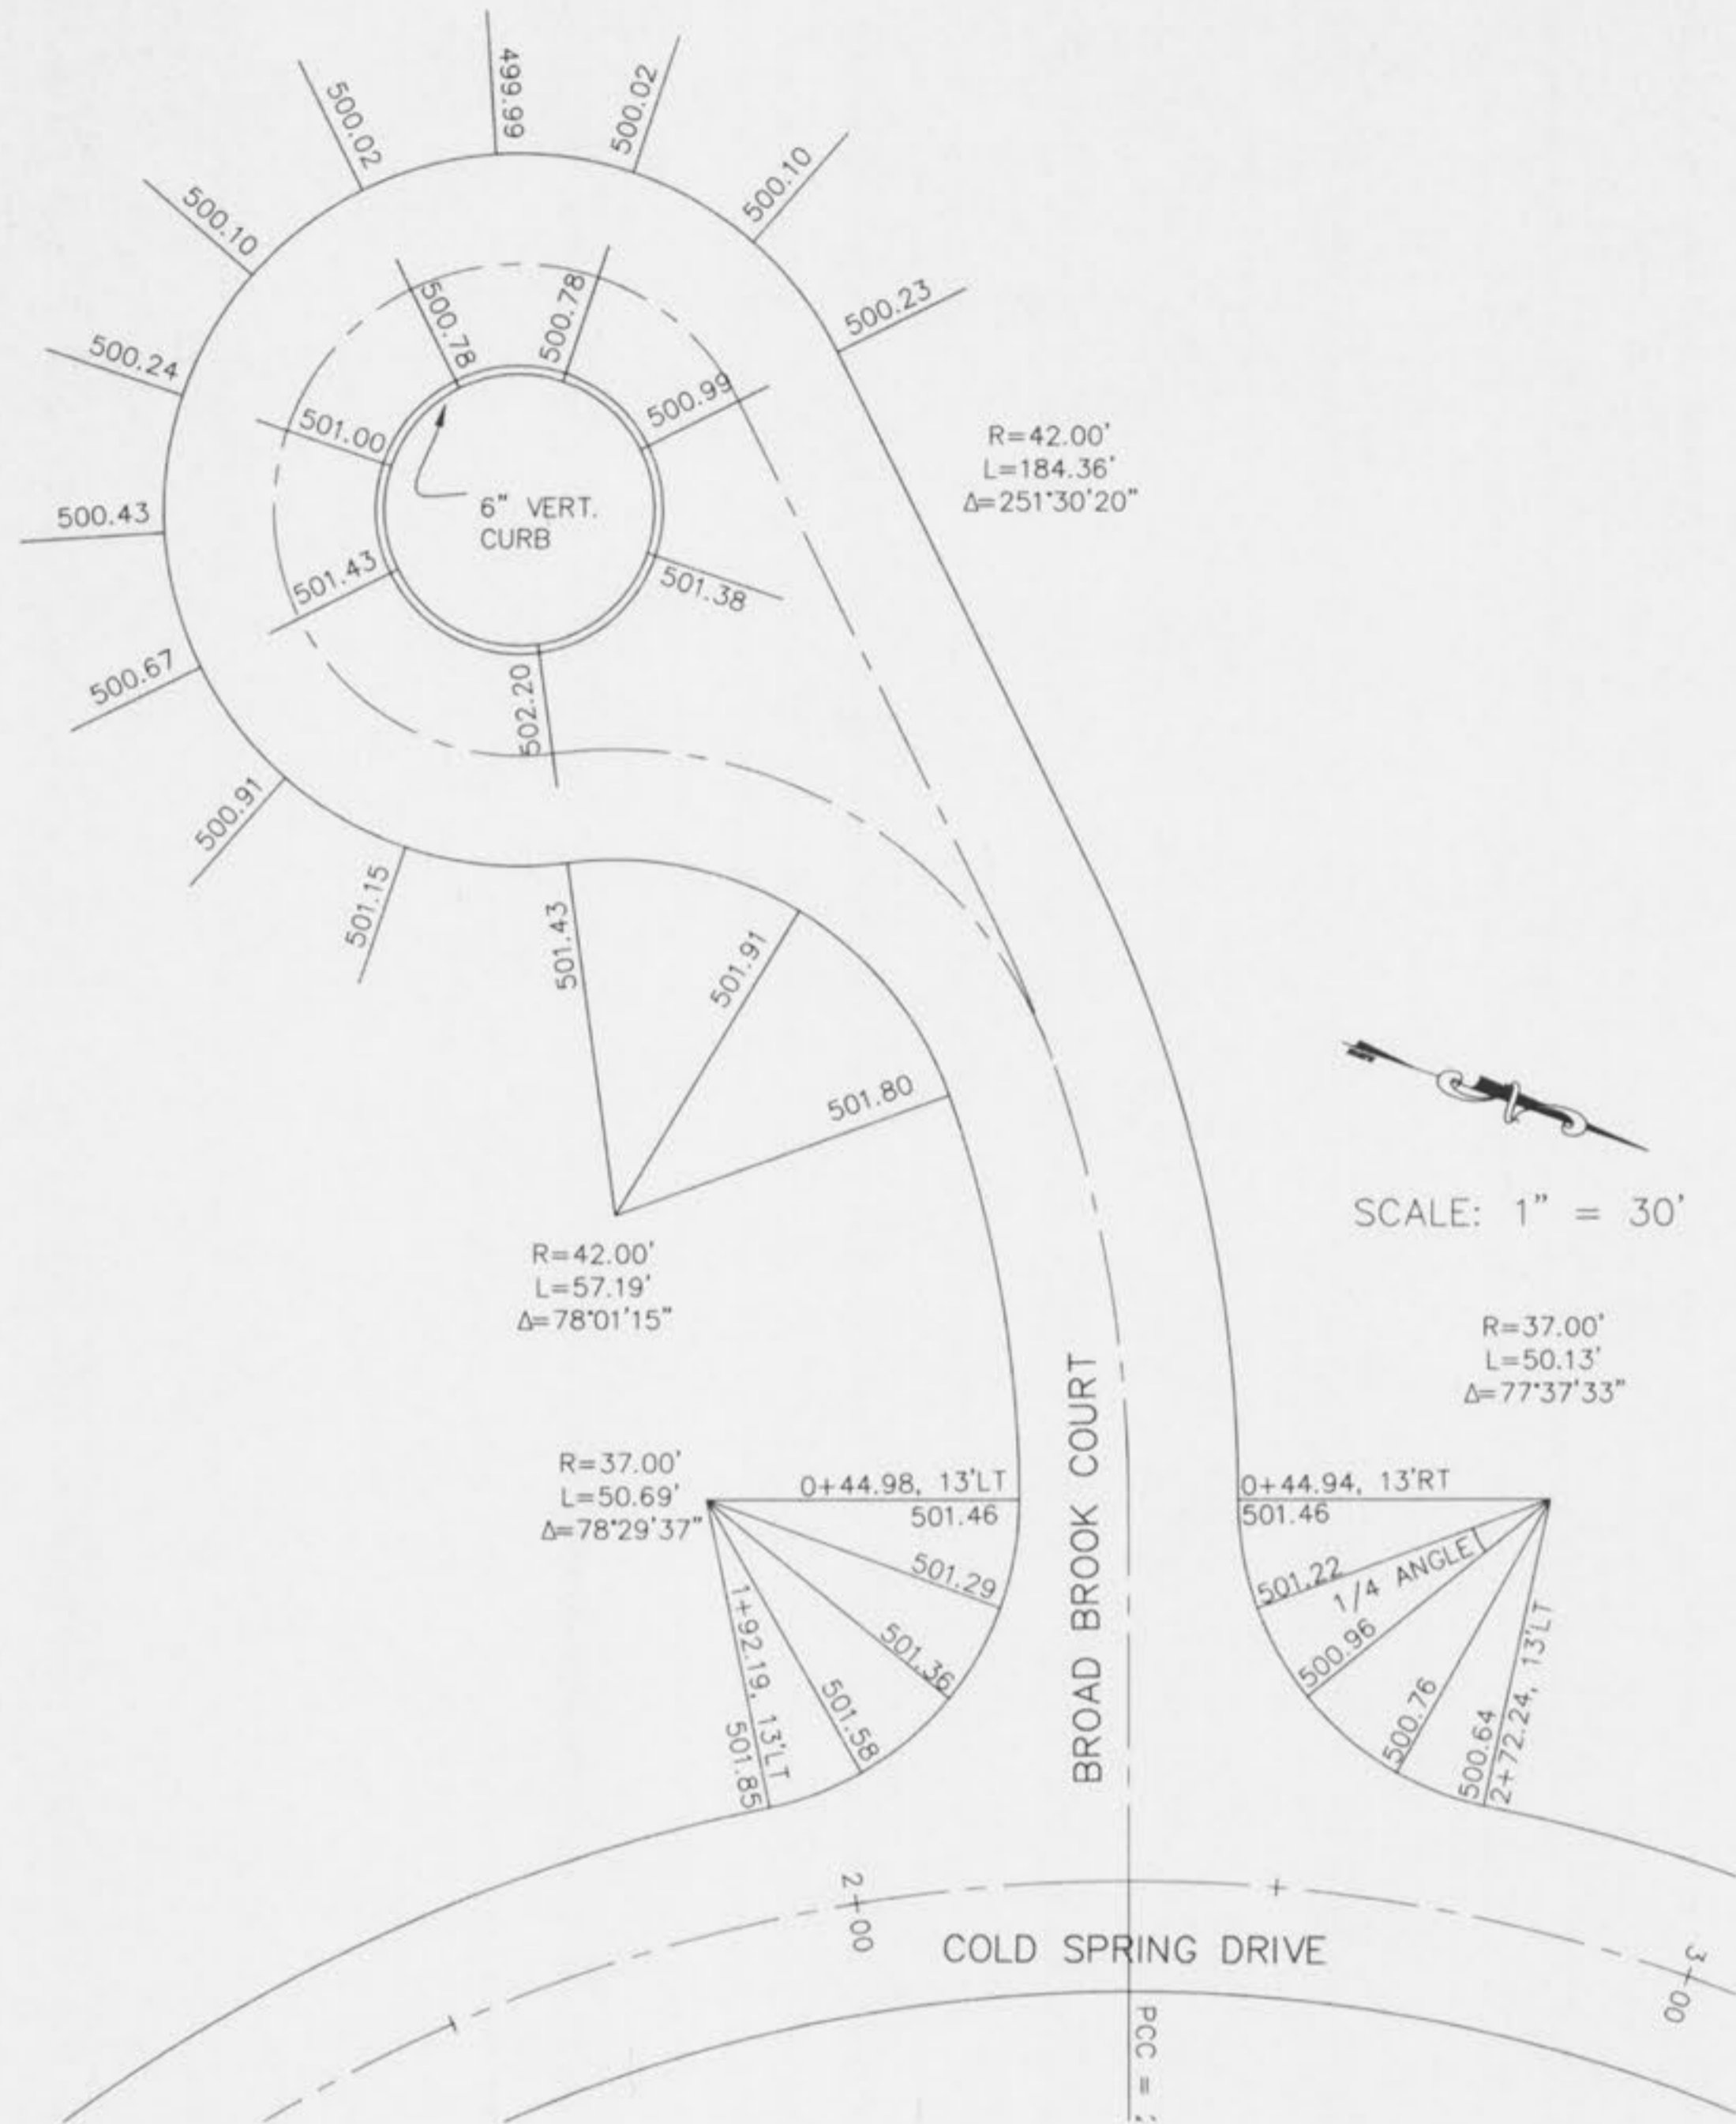 499.99
500.02
500.02
500.10
500.10
500.23
500.24
500.78
500.78
500.99
501.00
R=42.00'
L=184.36'
Δ=251°30'20"
500.43
6" VERT.
CURB
501.43
501.38
500.67
502.20
500.91
501.15
501.43
501.91
501.80
SCALE: 1" = 30'
R=42.00'
L=57.19'
Δ=78°01'15"
R=37.00'
L=50.13'
Δ=77°37'33"
R=37.00'
L=50.69'
Δ=78°29'37"
0+44.98, 13'LT
501.46
0+44.94, 13'RT
501.46
BROAD BROOK COURT
501.29
501.36
501.58
1+92.19, 13'LT
501.85
501.22
1/4 ANGLE
500.96
500.76
500.64
2+72.24, 13'LT
2+00
COLD SPRING DRIVE
3+00
PCC =